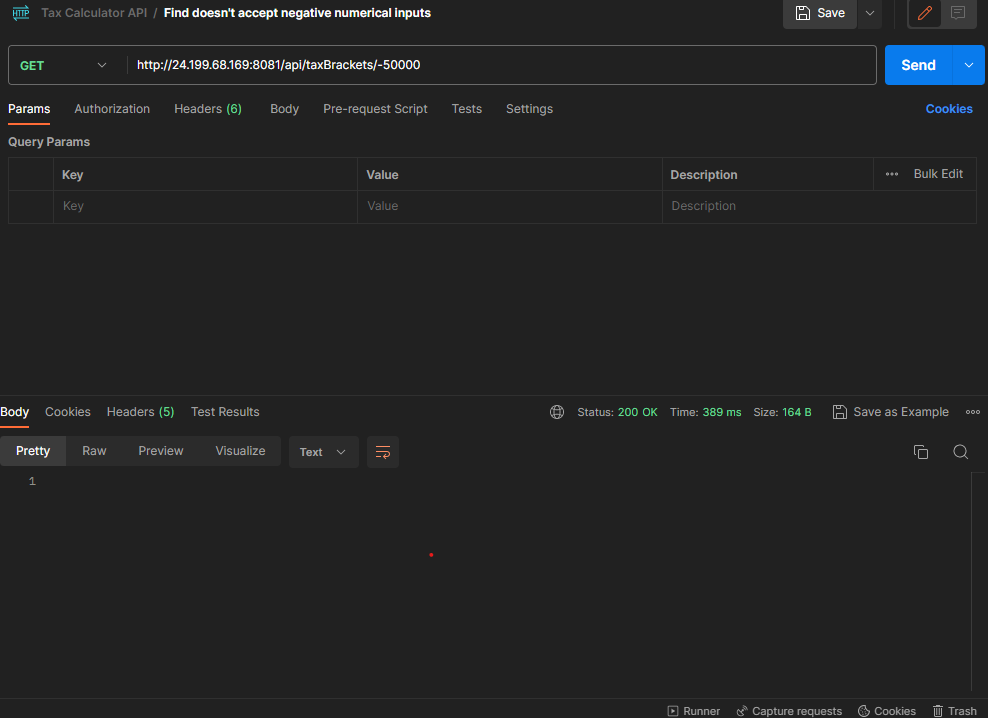 HTTP Tax Calculator API / Find doesn't accept negative numerical inputs Save
GET http://24.199.68.169:8081/api/taxBrackets/-50000 Send
Params Authorization Headers (6) Body Pre-request Script Tests Settings Cookies
Query Params
Key Value Description Bulk Edit
Key Value Description
Body Cookies Headers (5) Test Results Status: 200 OK Time: 389 ms Size: 164 B Save as Example
Pretty Raw Preview Visualize Text
1
Runner Capture requests Cookies Trash